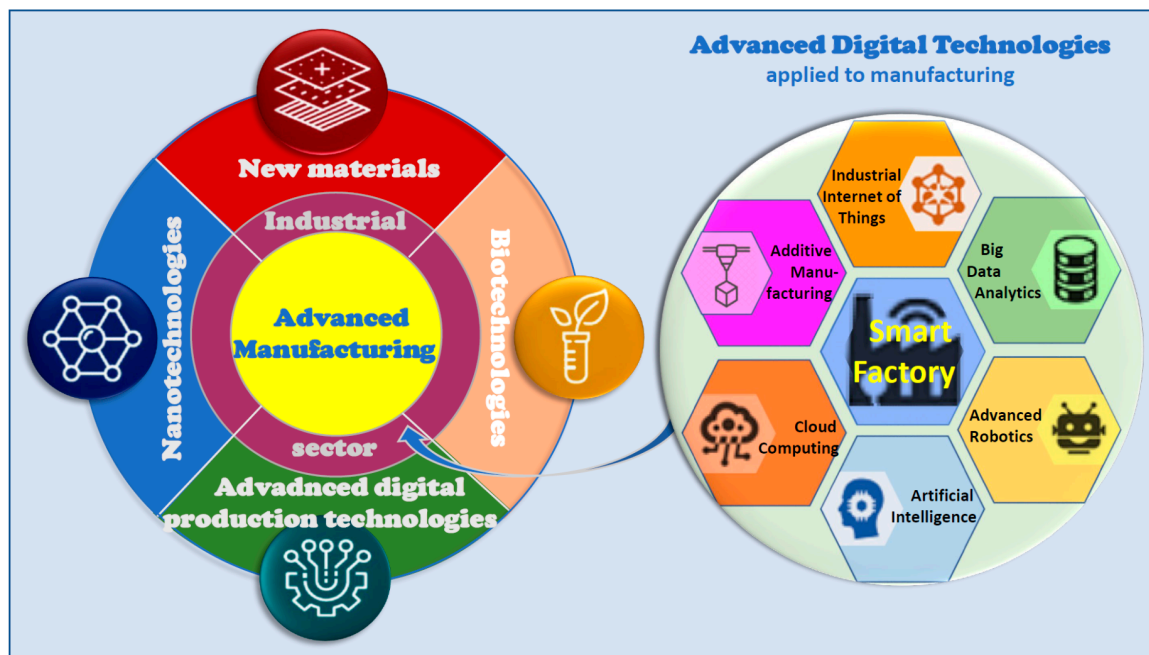 New materials
Nanotechnologies
Biotechnologies
Industrial
sector
Advanced
Manufacturing
Advadnced digital
production technologies
Advanced Digital Technologies
applied to manufacturing
Industrial
Internet of
Things
Additive
Manu-
facturing
Big
Data
Analytics
Smart
Factory
Cloud
Computing
Advanced
Robotics
Artificial
Intelligence